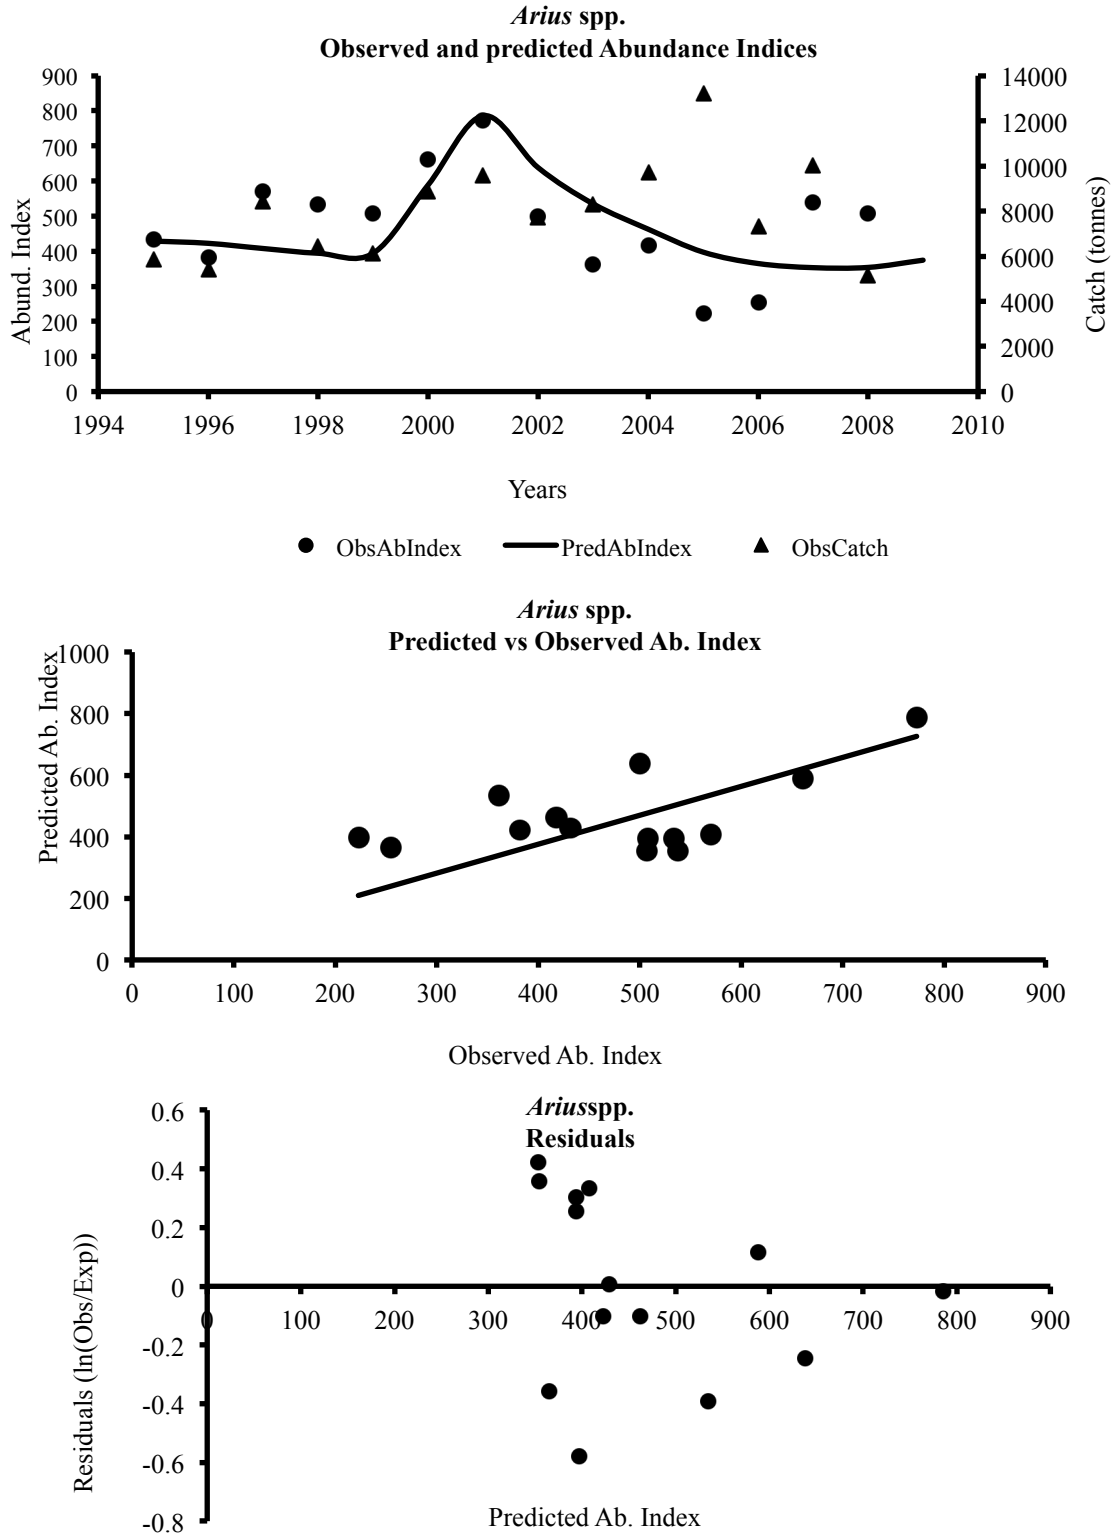 Arius spp.
Observed and predicted Abundance Indices
900
800
700
600
500
400
300
200
100
0
Abund. Index
14000
12000
10000
8000
6000
4000
2000
0
Catch (tonnes)
1994 1996 1998 2000 2002 2004 2006 2008 2010
Years
ObsAbIndex PredAbIndex ObsCatch
Arius spp.
Predicted vs Observed Ab. Index
1000
800
600
400
200
0
Predicted Ab. Index
0 100 200 300 400 500 600 700 800 900
Observed Ab. Index
Ariusspp.
Residuals
0.6
0.4
0.2
0
-0.2
-0.4
-0.6
-0.8
Residuals (ln(Obs/Exp))
0 100 200 300 400 500 600 700 800 900
Predicted Ab. Index